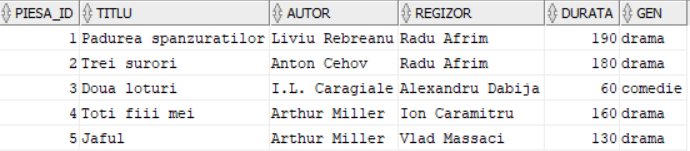 PIESA_ID TITLU AUTOR REGIZOR DURATA GEN
1 Padurea spanzuratilor Liviu Rebreanu Radu Afrim 190 drama
2 Trei surori Anton Cehov Radu Afrim 180 drama
3 Doua loturi I.L. Caragiale Alexandru Dabija 60 comedie
4 Toti fiii mei Arthur Miller Ion Caramitru 160 drama
5 Jaful Arthur Miller Vlad Massaci 130 drama